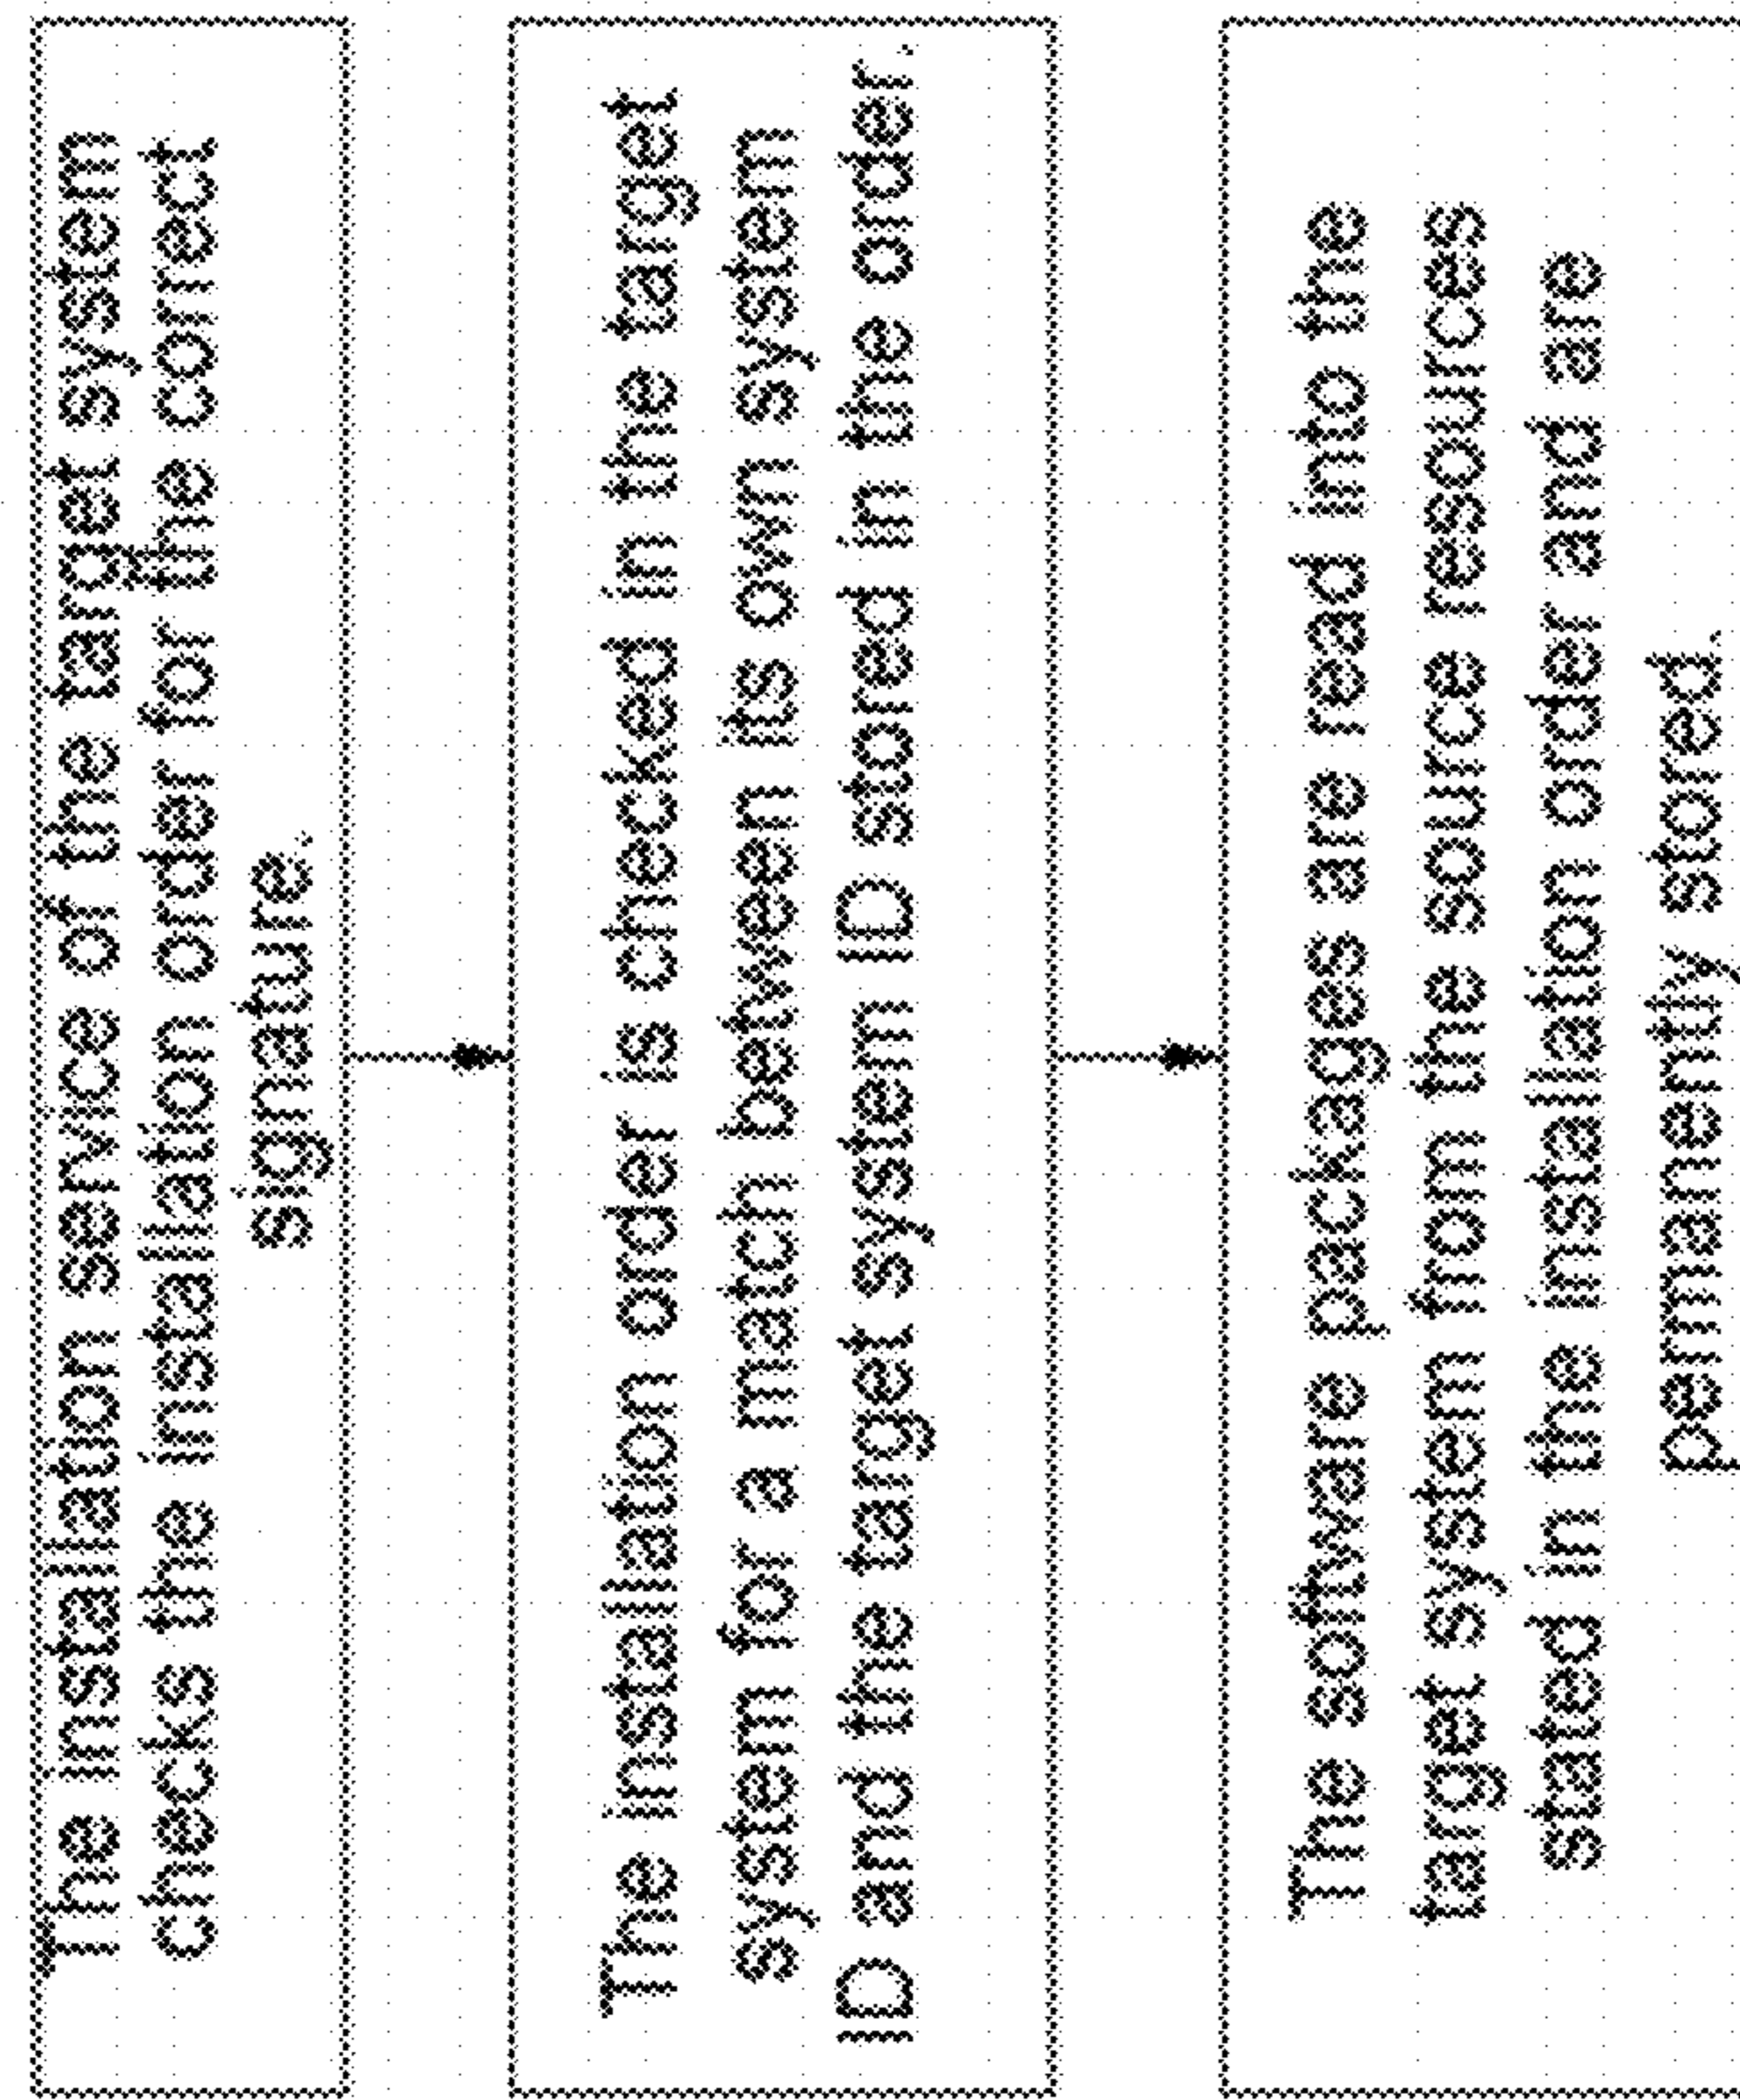 The installation service of the target system
checks the installation order for the correct
signature.
The installation order is checked in the target
system for a match between its own system
ID and the target system ID stored in the order.
The software packages are read into the
target system from the source resources
stated in the installation order and are
permanently stored.